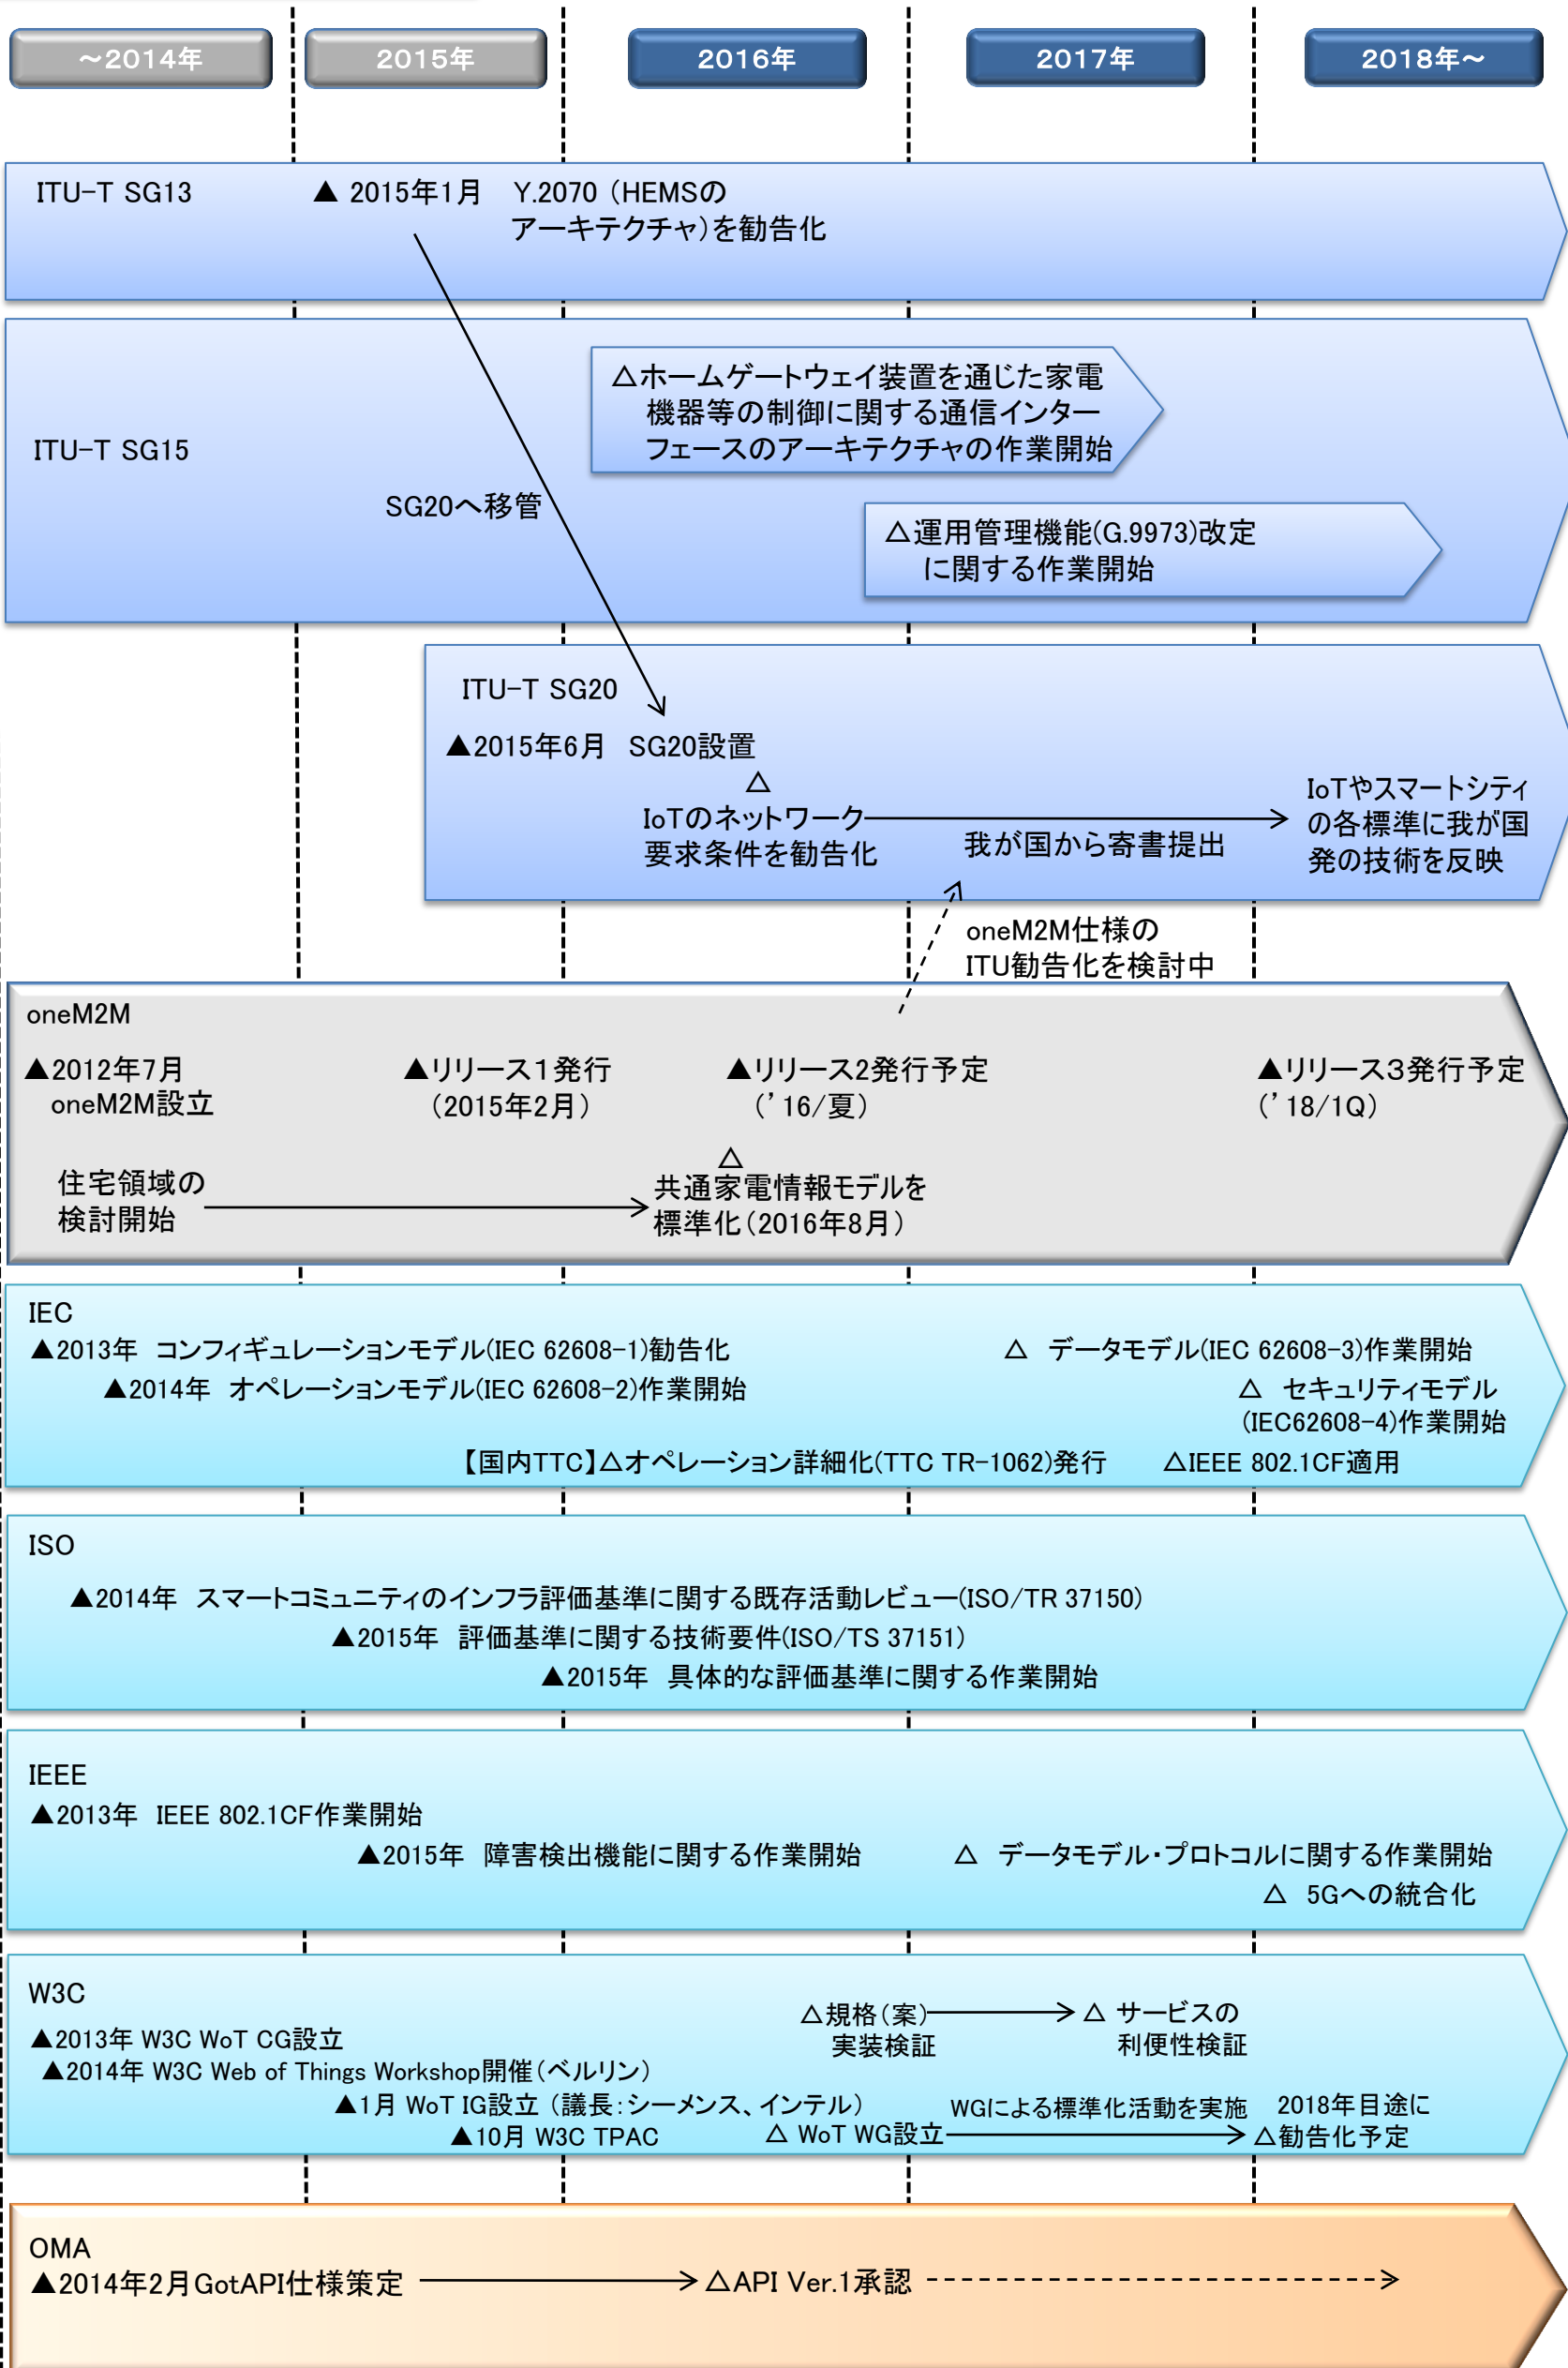 ～2014年
2015年
2016年
2017年
2018年～
ITU-T SG13
▲ 2015年1月 Y.2070（HEMSの
アーキテクチャ）を勧告化
ITU-T SG15
△ホームゲートウェイ装置を通じた家電
機器等の制御に関する通信インター
フェースのアーキテクチャの作業開始
SG20へ移管
△運用管理機能(G.9973)改定
に関する作業開始
ITU-T SG20
▲2015年6月 SG20設置
△
IoTのネットワーク
要求条件を勧告化
我が国から寄書提出
IoTやスマートシティ
の各標準に我が国
発の技術を反映
oneM2M仕様の
ITU勧告化を検討中
oneM2M
▲2012年7月
oneM2M設立
▲リリース1発行
（2015年2月）
▲リリース2発行予定
（’16/夏）
▲リリース3発行予定
（’18/1Q）
住宅領域の
検討開始
△
共通家電情報モデルを
標準化（2016年8月）
IEC
▲2013年 コンフィギュレーションモデル(IEC 62608-1)勧告化
△ データモデル(IEC 62608-3)作業開始
▲2014年 オペレーションモデル(IEC 62608-2)作業開始
△ セキュリティモデル
(IEC62608-4)作業開始
【国内TTC】△オペレーション詳細化(TTC TR-1062)発行
△IEEE 802.1CF適用
ISO
▲2014年 スマートコミュニティのインフラ評価基準に関する既存活動レビュー(ISO/TR 37150)
▲2015年 評価基準に関する技術要件(ISO/TS 37151)
▲2015年 具体的な評価基準に関する作業開始
IEEE
▲2013年 IEEE 802.1CF作業開始
▲2015年 障害検出機能に関する作業開始
△ データモデル・プロトコルに関する作業開始
△ 5Gへの統合化
W3C
△規格（案）
実装検証
△ サービスの
利便性検証
▲2013年 W3C WoT CG設立
▲2014年 W3C Web of Things Workshop開催（ベルリン）
▲1月 WoT IG設立（議長：シーメンス、インテル）
▲10月 W3C TPAC
△ WoT WG設立
WGによる標準化活動を実施
2018年目途に
△勧告化予定
OMA
▲2014年2月GotAPI仕様策定
△API Ver.1承認